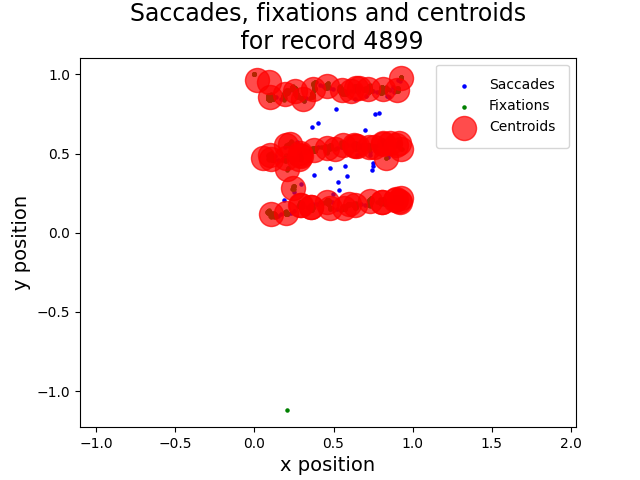 Saccades, fixations and centroids
for record 4899
Saccades
Fixations
Centroids
1.0
0.5
0.0
−0.5
−1.0
y position
−1.0
−0.5
0.0
0.5
1.0
1.5
2.0
x position